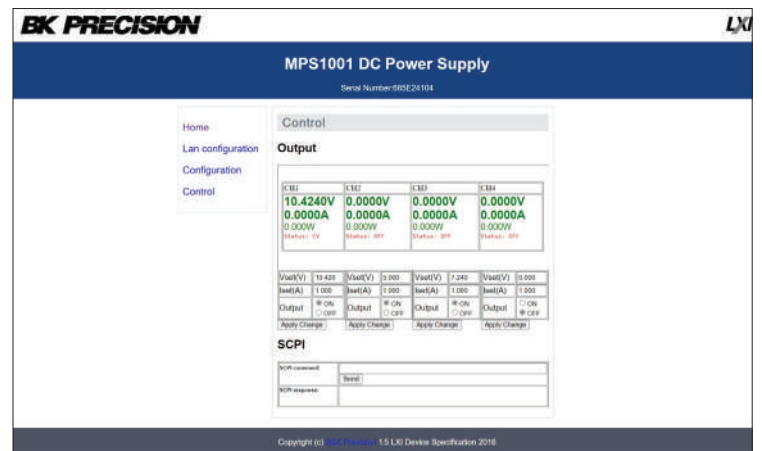 BK PRECISION
LXI
MPS1001 DC Power Supply
Serial Number:685E24104
Home
Lan configuration
Configuration
Control
Control
Output
CH1 CH2 CH3 CH4
10.4240V 0.0000V 0.0000V 0.0000V
0.0000A 0.0000A 0.0000A 0.0000A
0.000W 0.000W 0.000W 0.000W
Status: CV Status: OFF Status: OFF Status: OFF
Vset(V) 10.420 Vset(V) 5.000 Vset(V) 7.240 Vset(V) 0.000
Iset(A) 1.000 Iset(A) 1.000 Iset(A) 1.000 Iset(A) 1.000
Output ON OFF Output ON OFF Output ON OFF Output ON OFF
Apply Change Apply Change Apply Change Apply Change
SCPI
SCPI command:
Send
SCPI response:
Copyright (c) B&K Precision 1.5 LXI Device Specification 2016